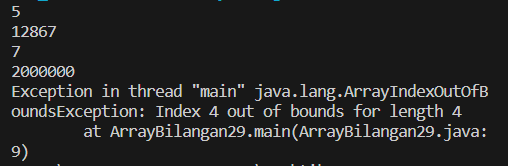 5
12867
7
2000000
Exception in thread "main" java.lang.ArrayIndexOutOfB
oundsException: Index 4 out of bounds for length 4
        at ArrayBilangan29.main(ArrayBilangan29.java:
9)